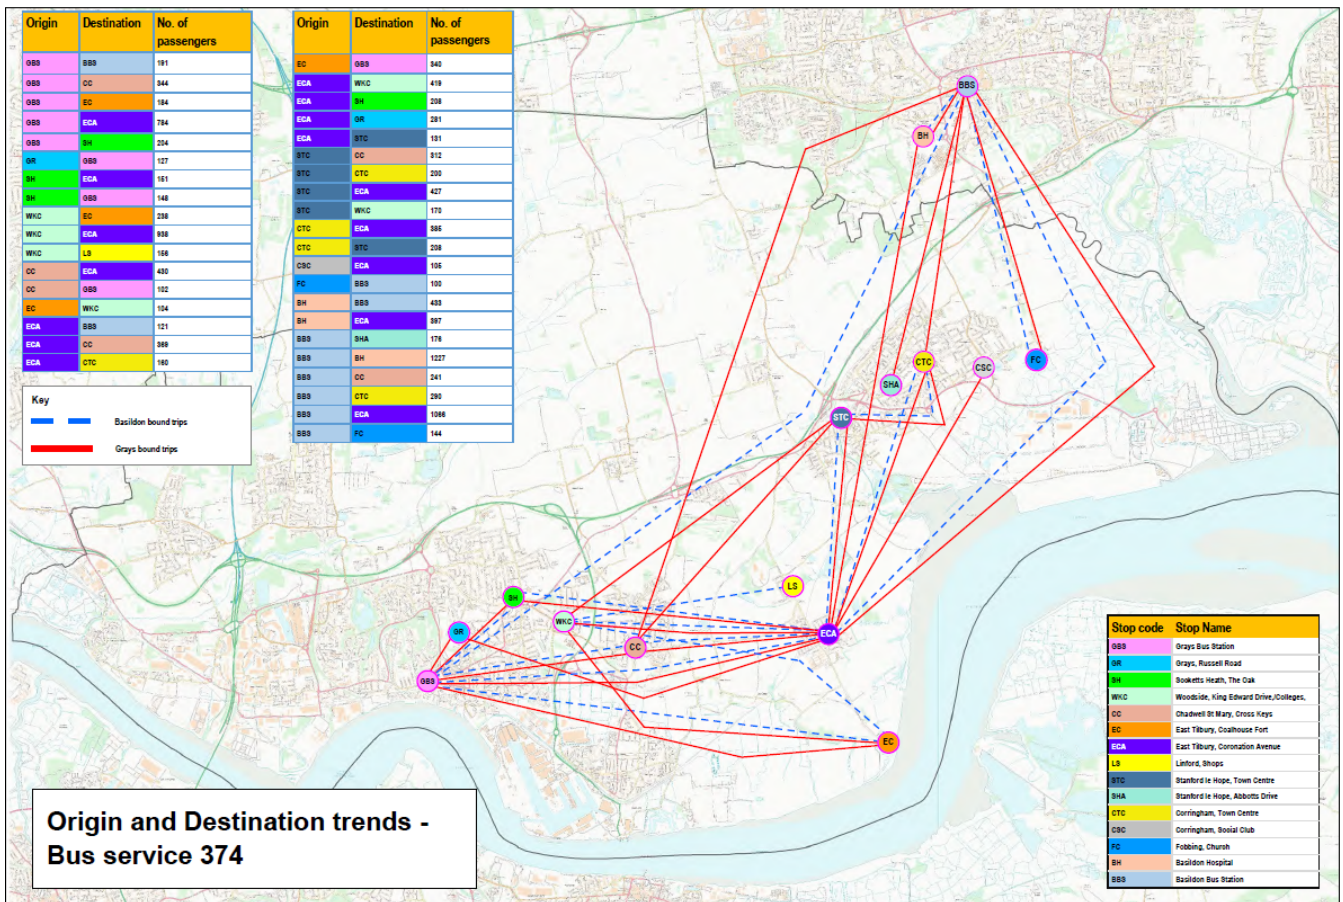 Origin Destination No. of passengers
GBS BBS 191
GBS CC 344
GBS EC 184
GBS ECA 784
GBS SH 204
GR GBS 127
SH ECA 151
SH GBS 148
WKC EC 238
WKC ECA 938
WKC LS 156
CC ECA 430
CC GBS 102
EC WKC 104
ECA BBS 121
ECA CC 369
ECA CTC 160
Key
Basildon bound trips
Grays bound trips
Origin Destination No. of passengers
EC GBS 340
ECA WKC 419
ECA SH 208
ECA GR 281
ECA STC 131
STC CC 312
STC CTC 200
STC ECA 427
STC WKC 170
CTC ECA 385
CTC STC 208
CSC ECA 105
FC BBS 100
BH BBS 433
BH ECA 397
BBS SHA 176
BBS BH 1227
BBS CC 241
BBS CTC 290
BBS ECA 1066
BBS FC 144
BBS
BH
CTC
CSC
FC
SHA
STC
LS
SH
WKC
GR
ECA
CC
GBS
EC
Stop code Stop Name
GBS Grays Bus Station
GR Grays, Russell Road
SH Socketts Heath, The Oak
WKC Woodside, King Edward Drive,/Colleges,
CC Chadwell St Mary, Cross Keys
EC East Tilbury, Coalhouse Fort
ECA East Tilbury, Coronation Avenue
LS Linford, Shops
STC Stanford le Hope, Town Centre
SHA Stanford le Hope, Abbotts Drive
CTC Corringham, Town Centre
CSC Corringham, Social Club
FC Fobbing, Church
BH Basildon Hospital
BBS Basildon Bus Station
Origin and Destination trends -
Bus service 374